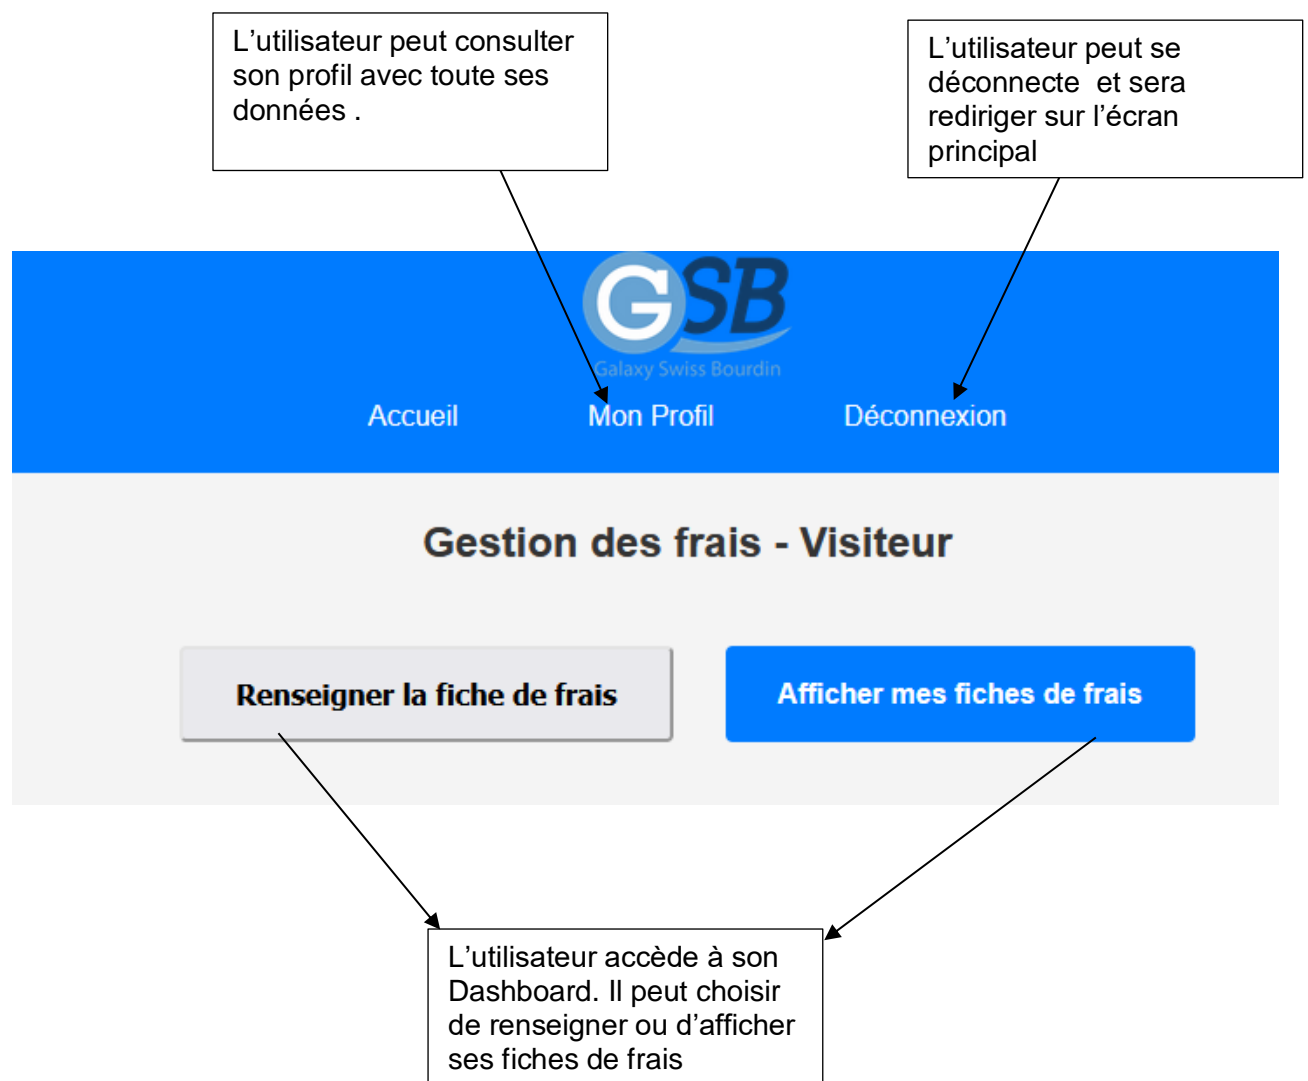 L’utilisateur peut consulter
son profil avec toute ses
données .
L’utilisateur peut se
déconnecte  et sera
rediriger sur l’écran
principal
GSB
Galaxy Swiss Bourdin
Accueil
Mon Profil
Déconnexion
Gestion des frais - Visiteur
Renseigner la fiche de frais
Afficher mes fiches de frais
L’utilisateur accède à son
Dashboard. Il peut choisir
de renseigner ou d’afficher
ses fiches de frais